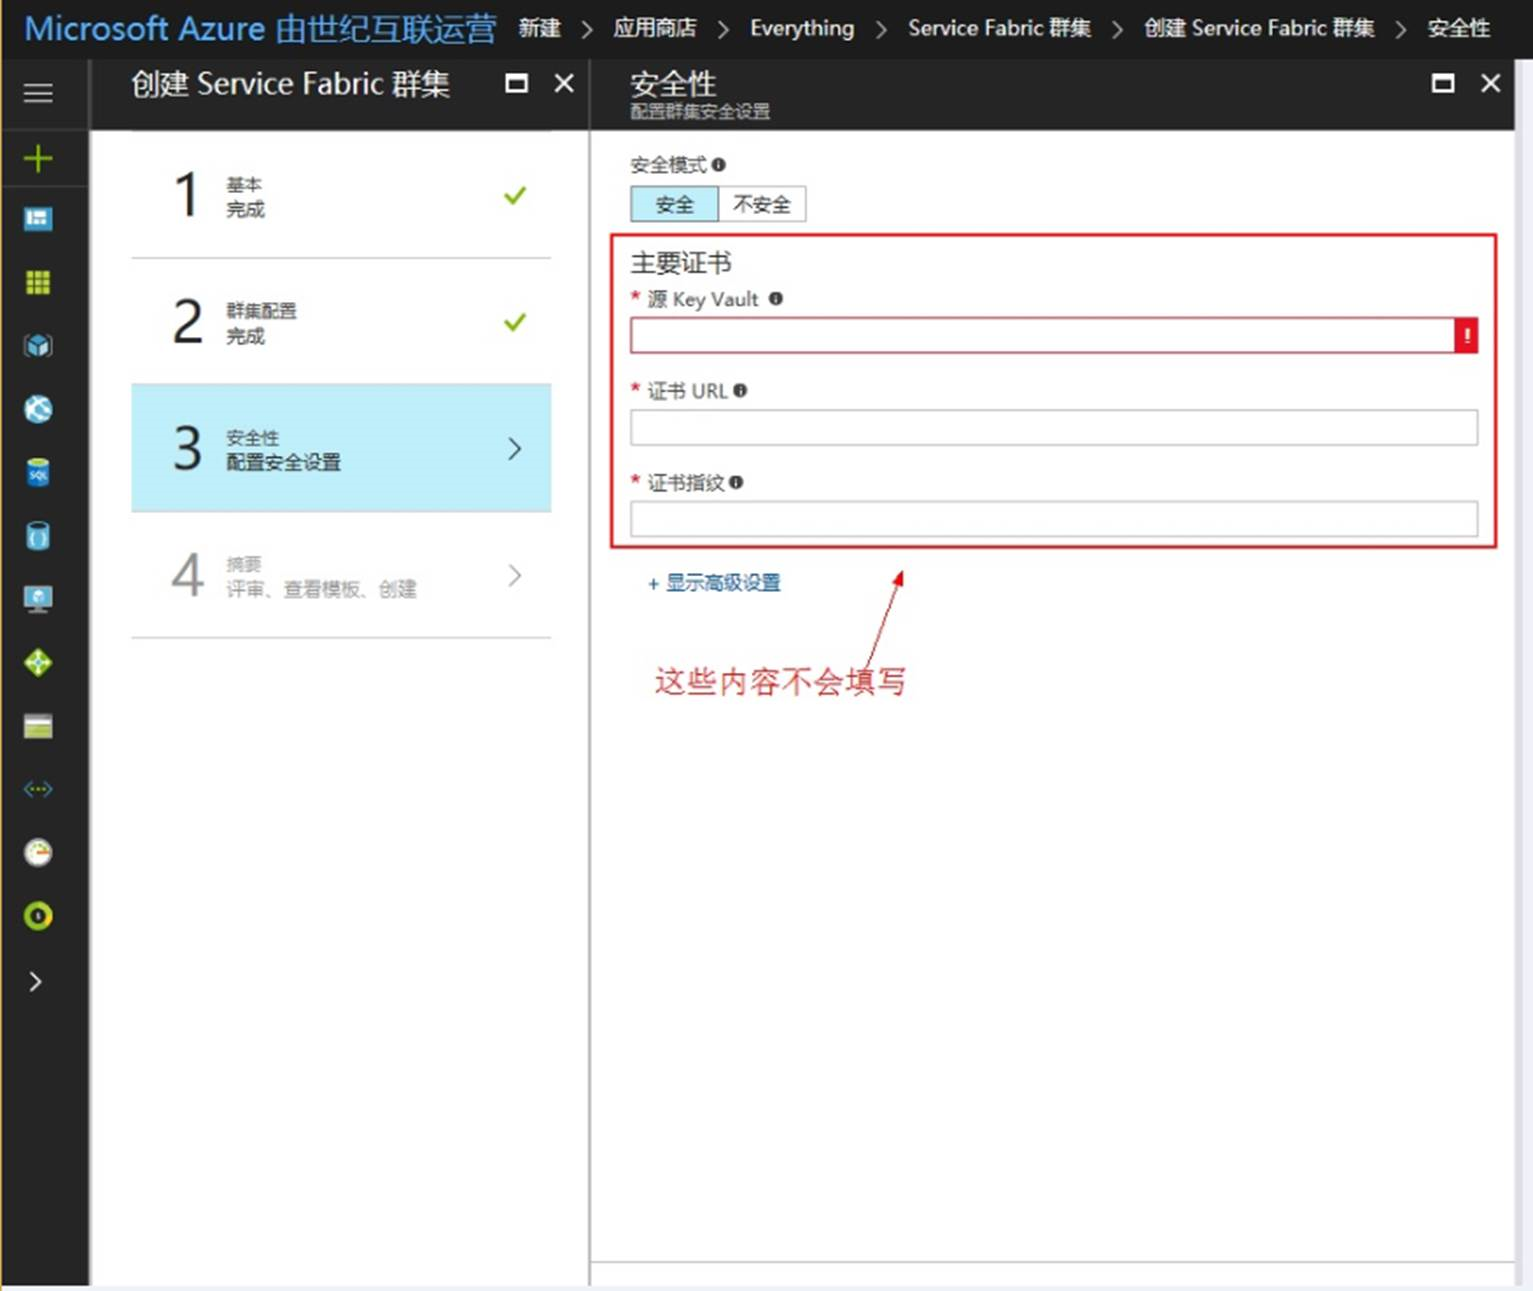 Microsoft Azure 由世纪互联运营 新建 > 应用商店 > Everything > Service Fabric 群集 > 创建 Service Fabric 群集 > 安全性
创建 Service Fabric 群集
1 基本
完成
2 群集配置
完成
3 安全性
配置安全设置
4 摘要
评审、查看模板、创建
安全性
配置群集安全设置
安全模式
安全 不安全
主要证书
* 源 Key Vault
* 证书 URL
* 证书指纹
+ 显示高级设置
这些内容不会填写
SQL